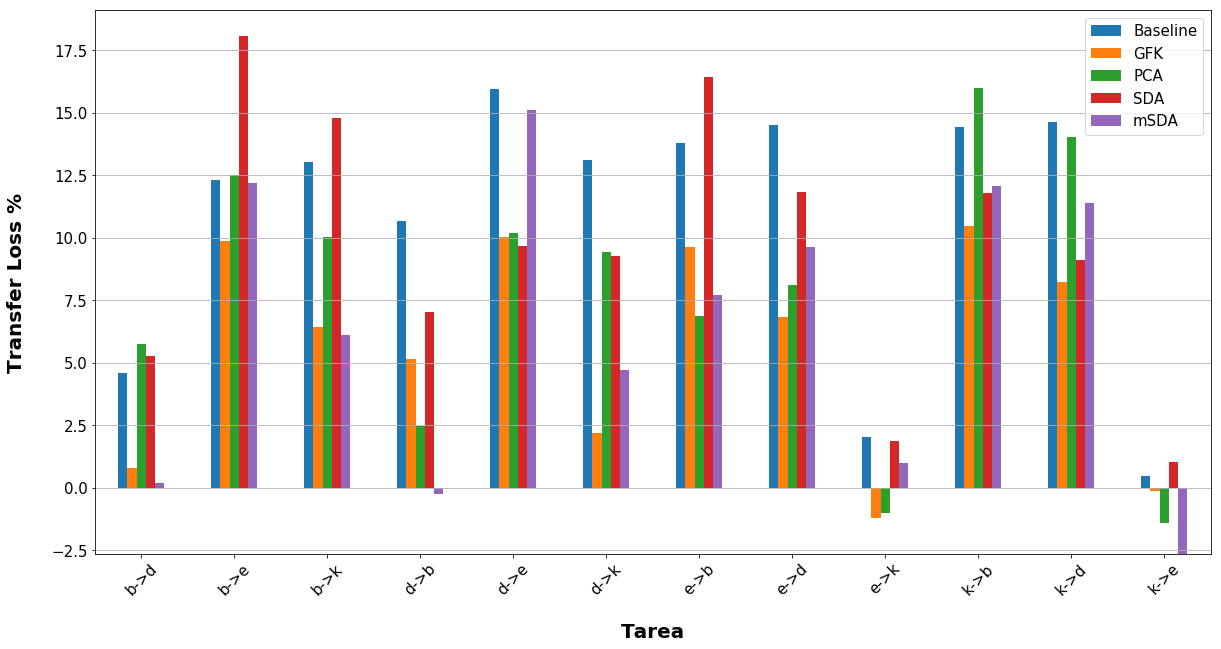 Transfer Loss %
17.5
15.0
12.5
10.0
7.5
5.0
2.5
0.0
−2.5
Baseline
GFK
PCA
SDA
mSDA
b->d
b->e
b->k
d->b
d->e
d->k
e->b
e->d
e->k
k->b
k->d
k->e
Tarea